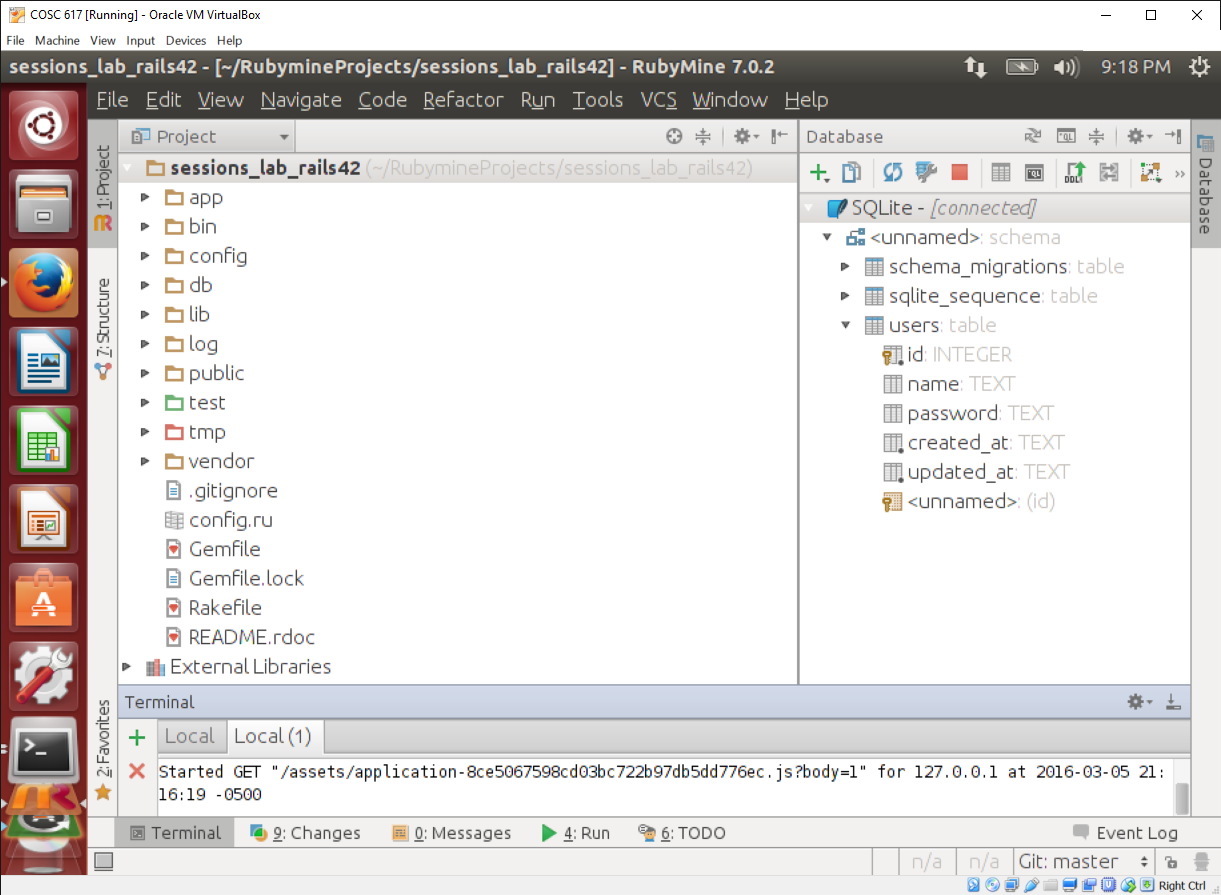 COSC 617 [Running] - Oracle VM VirtualBox
File Machine View Input Devices Help
sessions_lab_rails42 - [~/RubymineProjects/sessions_lab_rails42] - RubyMine 7.0.2
9:18 PM
File Edit View Navigate Code Refactor Run Tools VCS Window Help
1: Project
7: Structure
2: Favorites
Project
sessions_lab_rails42 (~/RubymineProjects/sessions_lab_rails42)
app
bin
config
db
lib
log
public
test
tmp
vendor
.gitignore
config.ru
Gemfile
Gemfile.lock
Rakefile
README.rdoc
External Libraries
Database
SQLite - [connected]
<unnamed>: schema
schema_migrations: table
sqlite_sequence: table
users: table
id: INTEGER
name: TEXT
password: TEXT
created_at: TEXT
updated_at: TEXT
<unnamed>: (id)
Database
Terminal
Local Local (1)
Started GET "/assets/application-8ce5067598cd03bc722b97db5dd776ec.js?body=1" for 127.0.0.1 at 2016-03-05 21:
16:19 -0500
Terminal 9: Changes 0: Messages 4: Run 6: TODO Event Log
n/a n/a Git: master
Right Ctrl